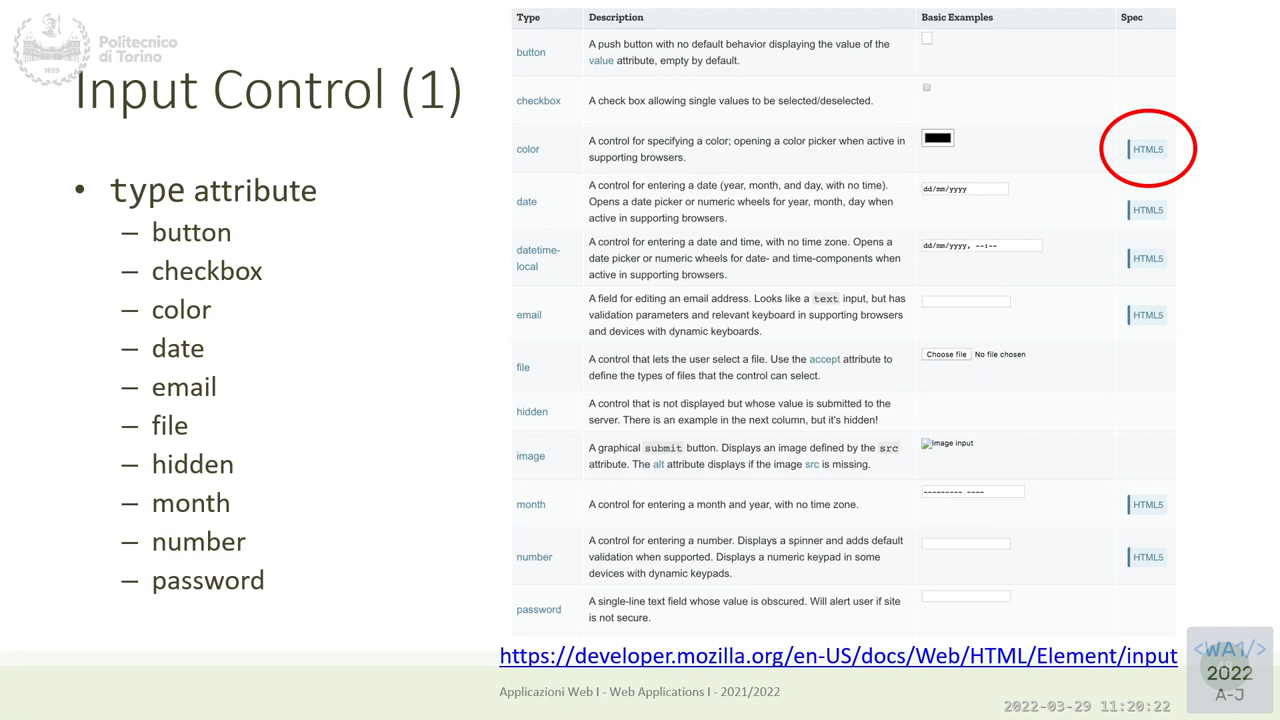 Politecnico
di Torino
1859
Input Control (1)
• type attribute
– button
– checkbox
– color
– date
– email
– file
– hidden
– month
– number
– password
Type Description Basic Examples Spec
button A push button with no default behavior displaying the value of the
value attribute, empty by default.
checkbox A check box allowing single values to be selected/deselected.
color A control for specifying a color; opening a color picker when active in
supporting browsers. HTML5
date A control for entering a date (year, month, and day, with no time).
Opens a date picker or numeric wheels for year, month, day when
active in supporting browsers. dd/mm/yyyy HTML5
datetime-
local A control for entering a date and time, with no time zone. Opens a
date picker or numeric wheels for date- and time-components when
active in supporting browsers. dd/mm/yyyy, --:-- HTML5
email A field for editing an email address. Looks like a text input, but has
validation parameters and relevant keyboard in supporting browsers
and devices with dynamic keyboards. HTML5
file A control that lets the user select a file. Use the accept attribute to
define the types of files that the control can select. Choose file No file chosen
hidden A control that is not displayed but whose value is submitted to the
server. There is an example in the next column, but it's hidden!
image A graphical submit button. Displays an image defined by the src
attribute. The alt attribute displays if the image src is missing. image input
month A control for entering a month and year, with no time zone. --------- ---- HTML5
number A control for entering a number. Displays a spinner and adds default
validation when supported. Displays a numeric keypad in some
devices with dynamic keypads. HTML5
password A single-line text field whose value is obscured. Will alert user if site
is not secure.
https://developer.mozilla.org/en-US/docs/Web/HTML/Element/input
Applicazioni Web I - Web Applications I - 2021/2022
<WA1/>
2022
A-J
2022-03-29 11:20:22